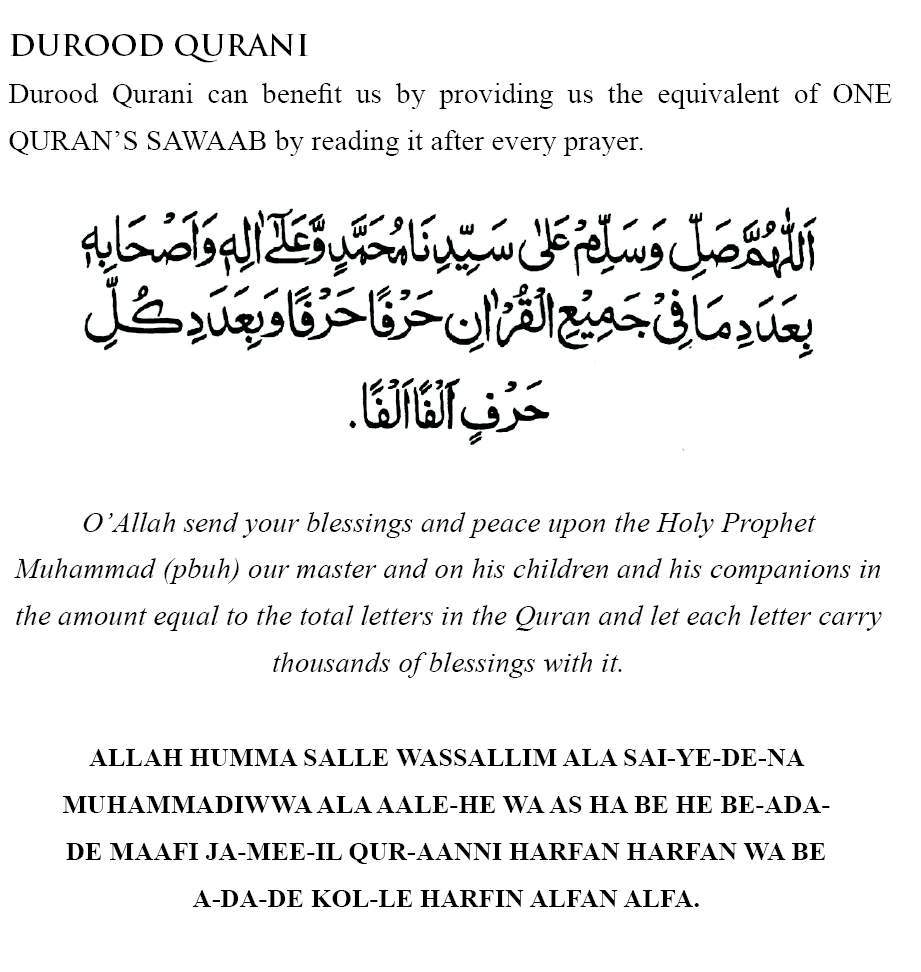 DUROOD QURANI
Durood Qurani can benefit us by providing us the equivalent of ONE
QURAN’S SAWAAB by reading it after every prayer.
اَللّٰهُمَّ صَلِّ وَسَلِّمْ عَلٰى سَيِّدِنَا مُحَمَّدٍ وَّعَلٰٓى اٰلِهٖ وَاَصْحَابِهٖ
بِعَدَدِ مَا فِىْ جَمِيْعِ الْقُرْاٰنِ حَرْفًا حَرْفًا وَبِعَدَدِ كُلِّ
حَرْفٍ اَلْفًا اَلْفًا.
O’Allah send your blessings and peace upon the Holy Prophet
Muhammad (pbuh) our master and on his children and his companions in
the amount equal to the total letters in the Quran and let each letter carry
thousands of blessings with it.
ALLAH HUMMA SALLE WASSALLIM ALA SAI-YE-DE-NA
MUHAMMADIWWA ALA AALE-HE WA AS HA BE HE BE-ADA-
DE MAAFI JA-MEE-IL QUR-AANNI HARFAN HARFAN WA BE
A-DA-DE KOL-LE HARFIN ALFAN ALFA.